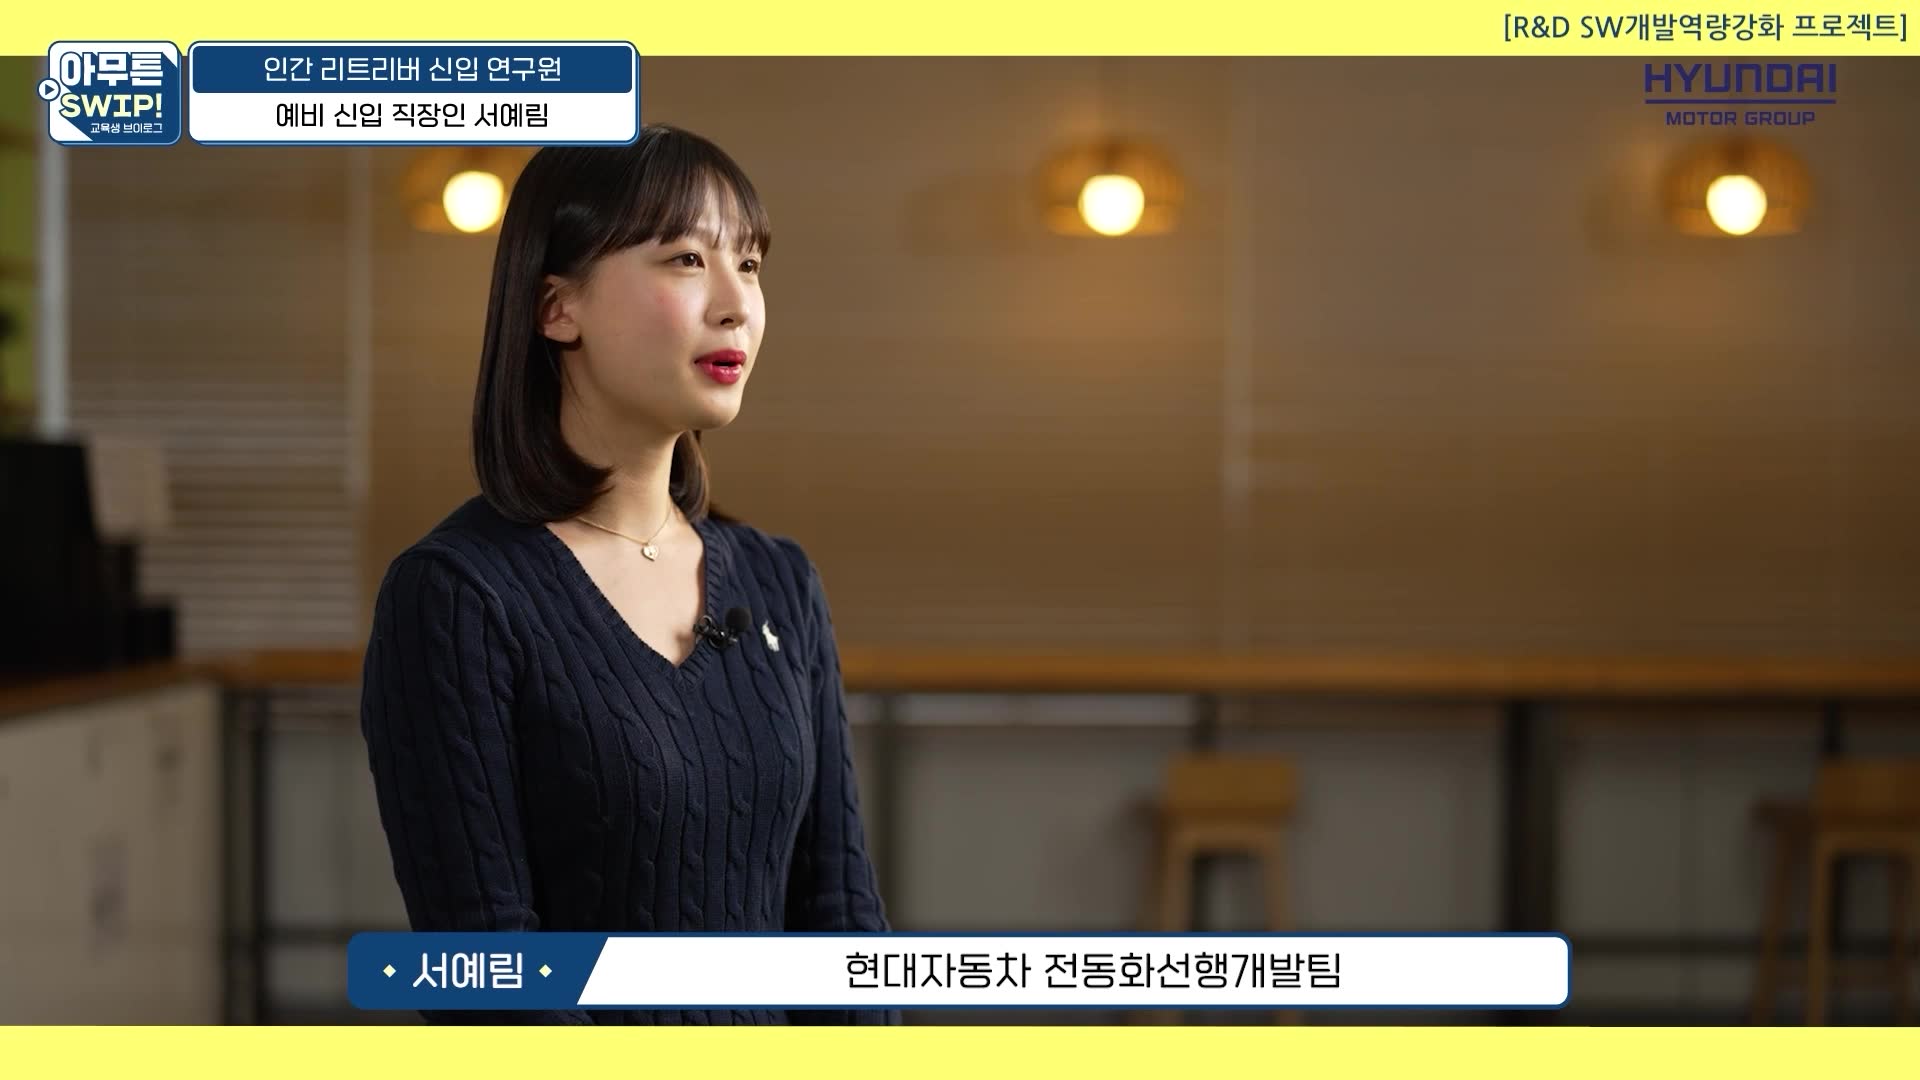 [R&D SW개발역량강화 프로젝트]
아무튼
SWIP!
교육생 브이로그
인간 리트리버 신입 연구원
예비 신입 직장인 서예림
HYUNDAI
MOTOR GROUP
서예림
현대자동차 전동화선행개발팀